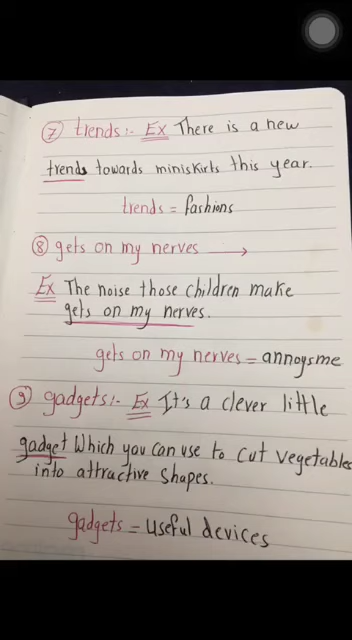 ⑦ trends:- Ex There is a new
trends towards miniskirts this year.
trends = fashions
⑧ gets on my nerves →
Ex The noise those children make
gets on my nerves.
gets on my nerves = annoysme
⑨ gadgets:- Ex It's a clever little
gadget Which you can use to cut vegetables
into attractive shapes.
gadgets = useful devices